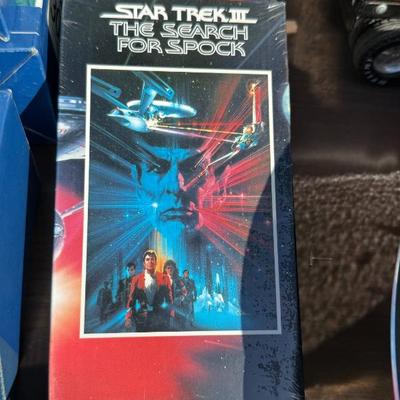 STAR TREK III
THE SEARCH
FOR SPOCK